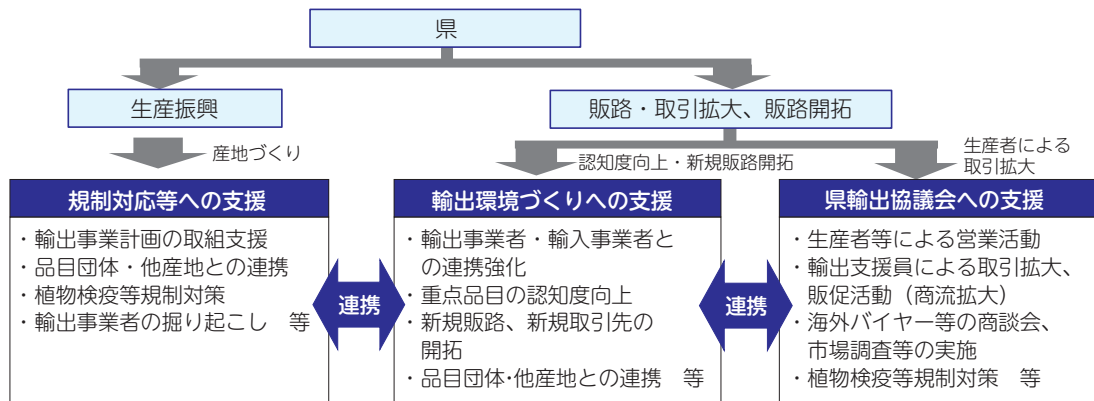 県
生産振興
販路・取引拡大、販路開拓
産地づくり
認知度向上・新規販路開拓
生産者による
取引拡大
規制対応等への支援
・輸出事業計画の取組支援
・品目団体・他産地との連携
・植物検疫等規制対策
・輸出事業者の掘り起こし　等
連携
輸出環境づくりへの支援
・輸出事業者・輸入事業者と
の連携強化
・重点品目の認知度向上
・新規販路、新規取引先の
開拓
・品目団体・他産地との連携　等
連携
県輸出協議会への支援
・生産者等による営業活動
・輸出支援員による取引拡大、
販促活動（商流拡大）
・海外バイヤー等の商談会、
市場調査等の実施
・植物検疫等規制対策　等